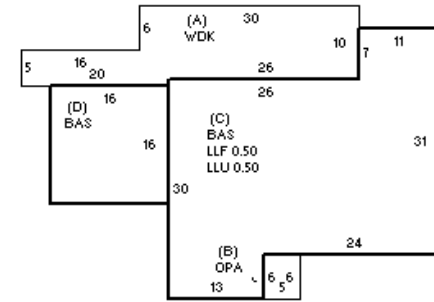 (A) 30
6 WDK
10 11
7
16
5 20 26
16 26
(D)
BAS
(C)
BAS
16 LLF 0.50 31
LLU 0.50
30
(B) 24
OPA
6 6
5
13